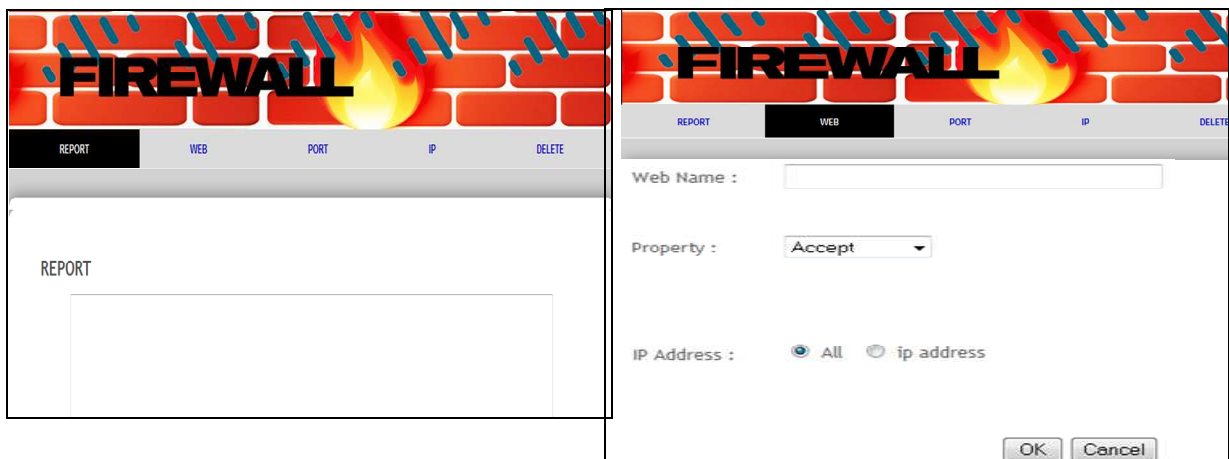 FIREWALL
REPORT WEB PORT IP DELETE
REPORT
FIREWALL
REPORT WEB PORT IP DELETE
Web Name :
Property : Accept
IP Address : All ip address
OK Cancel